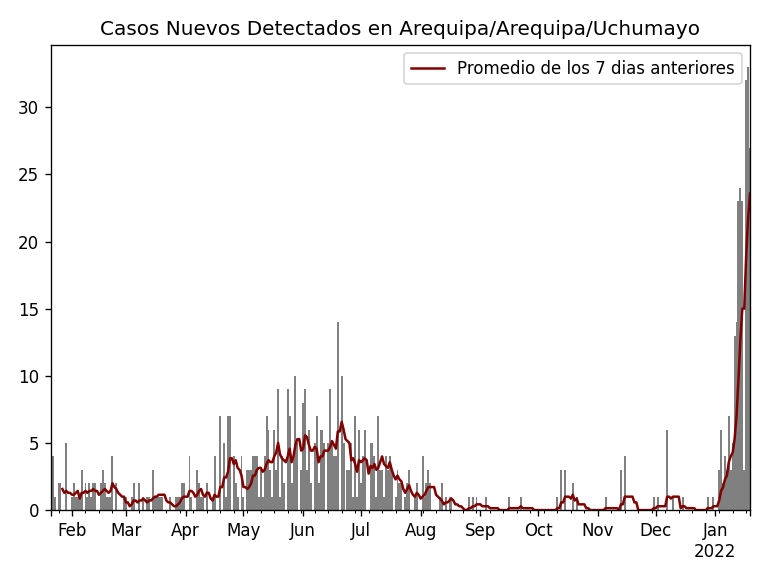 Casos Nuevos Detectados en Arequipa/Arequipa/Uchumayo
Promedio de los 7 dias anteriores
30
25
20
15
10
5
0
Feb Mar Apr May Jun Jul Aug Sep Oct Nov Dec Jan
2022